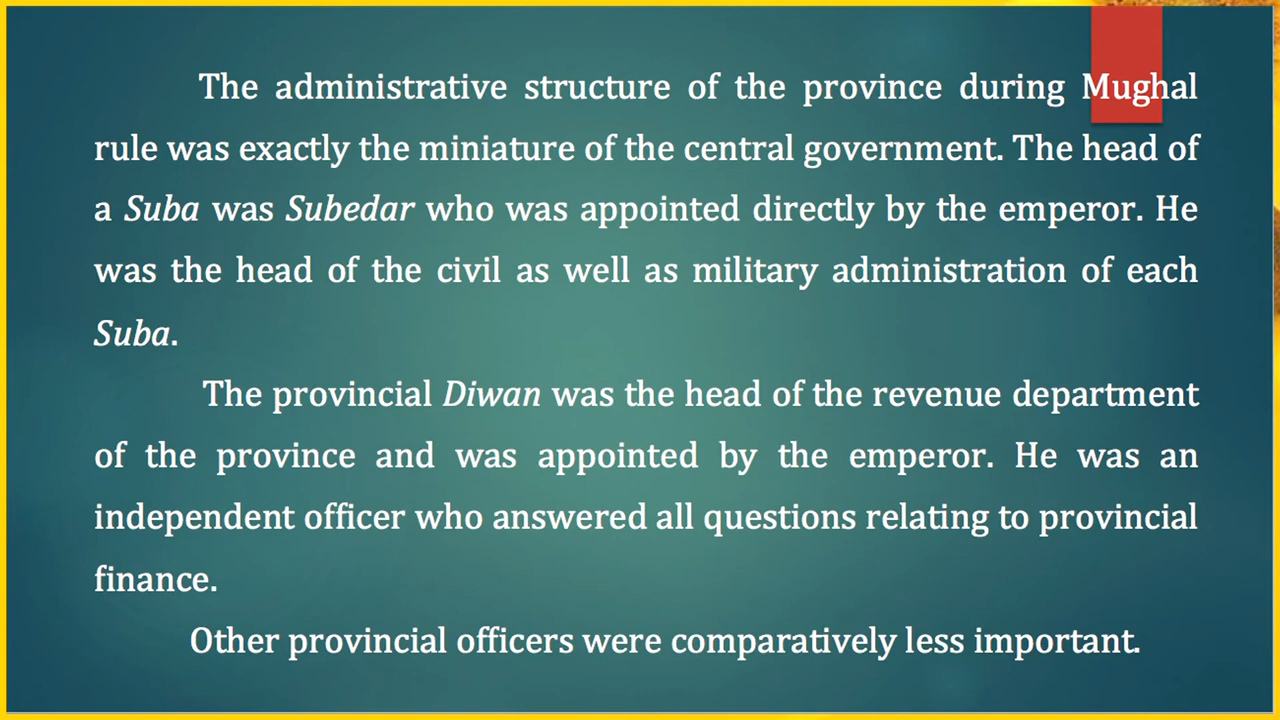 The administrative structure of the province during Mughal
rule was exactly the miniature of the central government. The head of
a Suba was Subedar who was appointed directly by the emperor. He
was the head of the civil as well as military administration of each
Suba.
The provincial Diwan was the head of the revenue department
of the province and was appointed by the emperor. He was an
independent officer who answered all questions relating to provincial
finance.
Other provincial officers were comparatively less important.